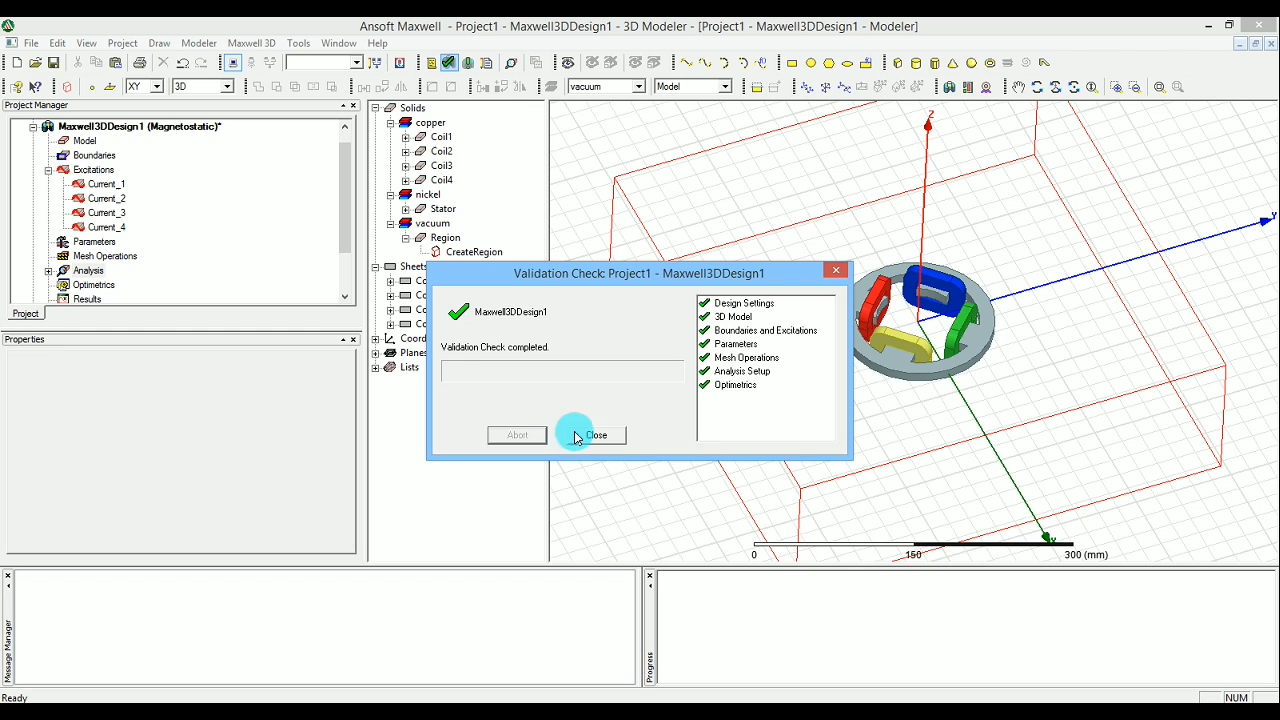 Ansoft Maxwell - Project1 - Maxwell3DDesign1 - 3D Modeler - [Project1 - Maxwell3DDesign1 - Modeler]
File Edit View Project Draw Modeler Maxwell 3D Tools Window Help
XY 3D vacuum Model
Project Manager
Maxwell3DDesign1 (Magnetostatic)*
Model
Boundaries
Excitations
Current_1
Current_2
Current_3
Current_4
Parameters
Mesh Operations
Analysis
Optimetrics
Results
Project
Properties
Solids
copper
Coil1
Coil2
Coil3
Coil4
nickel
Stator
vacuum
Region
CreateRegion
Sheets
Co
Co
Co
Co
Coord
Planes
Lists
Validation Check: Project1 - Maxwell3DDesign1
Maxwell3DDesign1
Validation Check completed.
Abort Close
Design Settings
3D Model
Boundaries and Excitations
Parameters
Mesh Operations
Analysis Setup
Optimetrics
Z
0 150 300 (mm)
Message Manager
Progress
Ready NUM